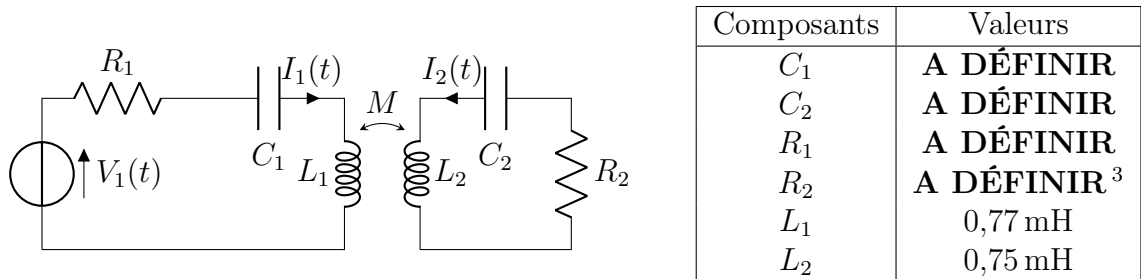 R₁
I₁(t)
I₂(t)
M
V₁(t)
C₁
L₁
L₂
C₂
R₂
Composants Valeurs
C₁ A DÉFINIR
C₂ A DÉFINIR
R₁ A DÉFINIR
R₂ A DÉFINIR ³
L₁ 0,77 mH
L₂ 0,75 mH